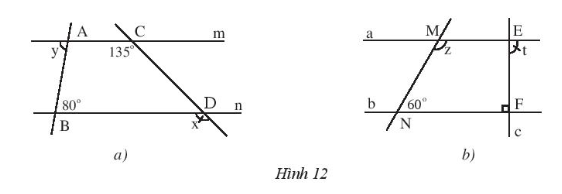 A C m
y 135°
80° D n
B x
a)
a M E
z t
b 60° F
N c
b)
Hình 12